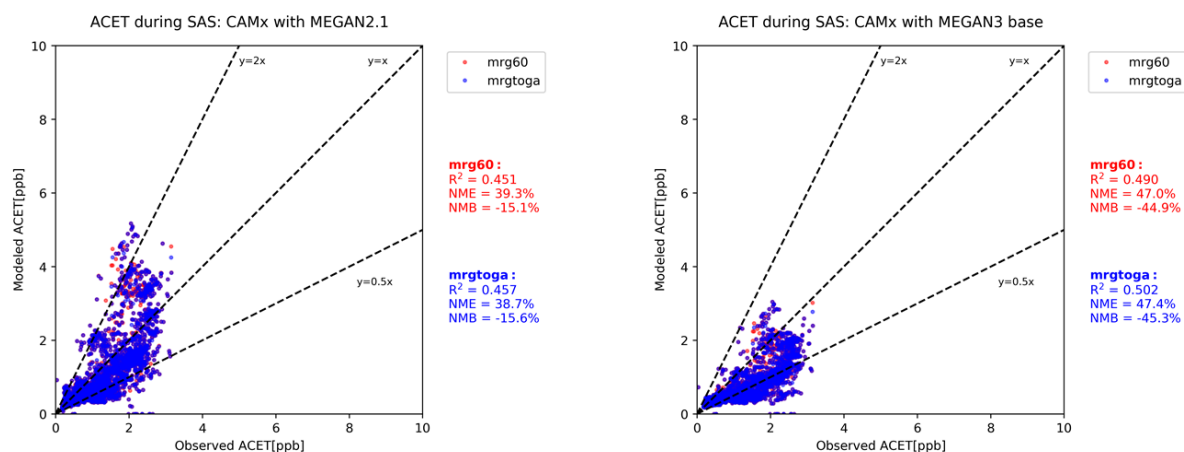 ACET during SAS: CAMx with MEGAN2.1
10
8
6
4
2
0
Modeled ACET[ppb]
0 2 4 6 8 10
Observed ACET[ppb]
y=2x
y=x
y=0.5x
mrg60
mrgtoga
mrg60:
R² = 0.451
NME = 39.3%
NMB = -15.1%
mrgtoga:
R² = 0.457
NME = 38.7%
NMB = -15.6%
ACET during SAS: CAMx with MEGAN3 base
10
8
6
4
2
0
Modeled ACET[ppb]
0 2 4 6 8 10
Observed ACET[ppb]
y=2x
y=x
y=0.5x
mrg60
mrgtoga
mrg60:
R² = 0.490
NME = 47.0%
NMB = -44.9%
mrgtoga:
R² = 0.502
NME = 47.4%
NMB = -45.3%